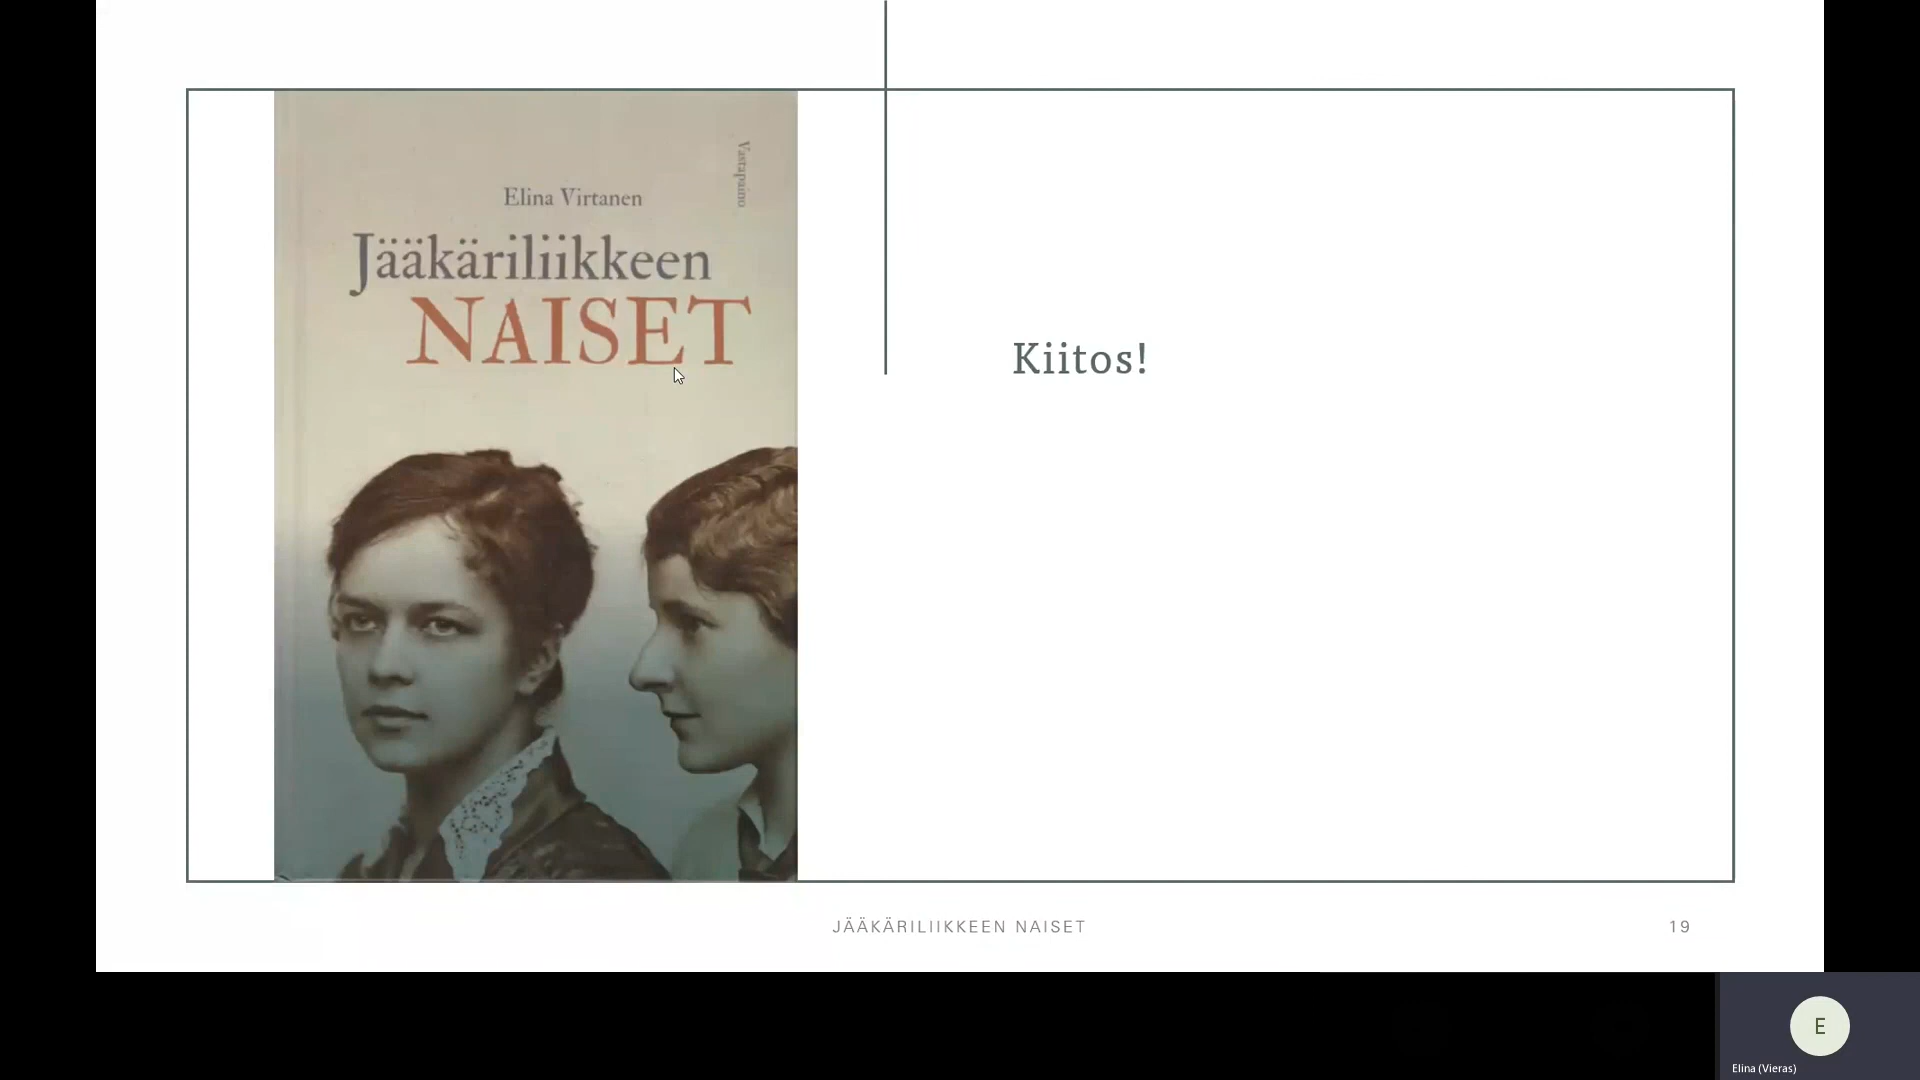 Vastapaino
Elina Virtanen
Jääkäriliikkeen
NAISET
Kiitos!
JÄÄKÄRILIIKKEEN NAISET
19
E
Elina (Vieras)